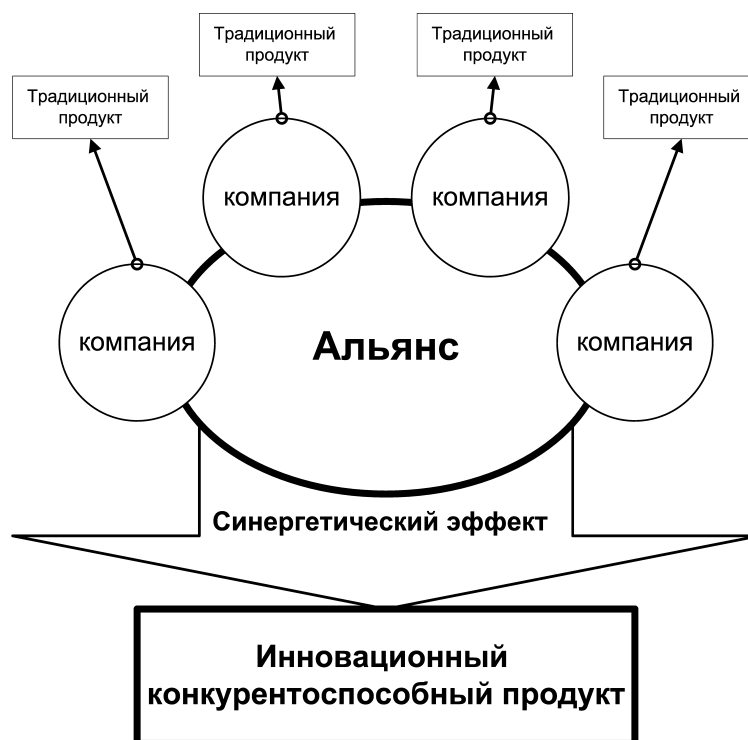 Традиционный
продукт
Традиционный
продукт
Традиционный
продукт
Традиционный
продукт
компания
компания
компания
компания
Альянс
Синергетический эффект
Инновационный
конкурентоспособный продукт